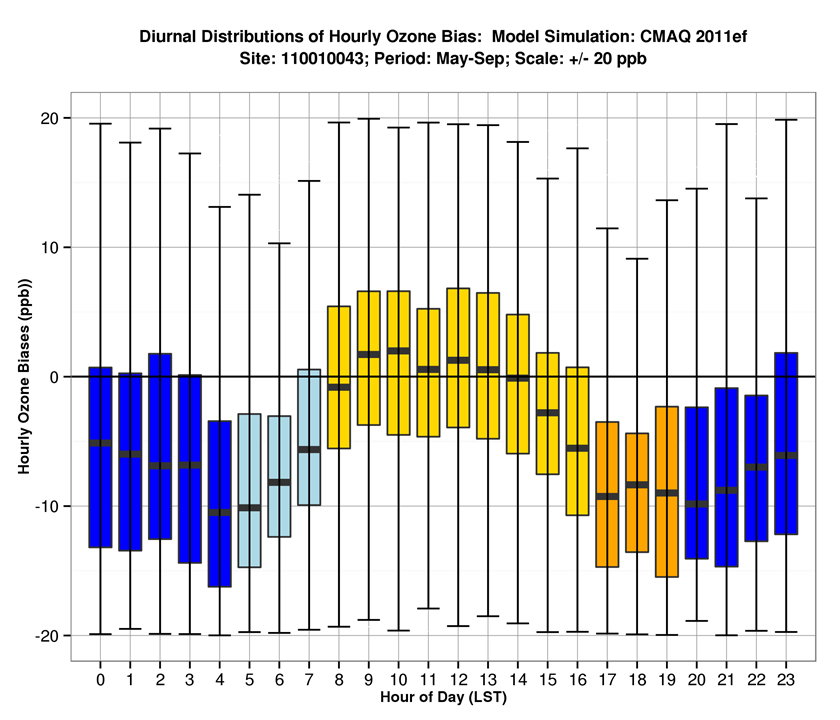 Diurnal Distributions of Hourly Ozone Bias: Model Simulation: CMAQ 2011ef
Site: 110010043; Period: May-Sep; Scale: +/- 20 ppb
Hourly Ozone Biases (ppb))
20
10
0
-10
-20
0 1 2 3 4 5 6 7 8 9 10 11 12 13 14 15 16 17 18 19 20 21 22 23
Hour of Day (LST)